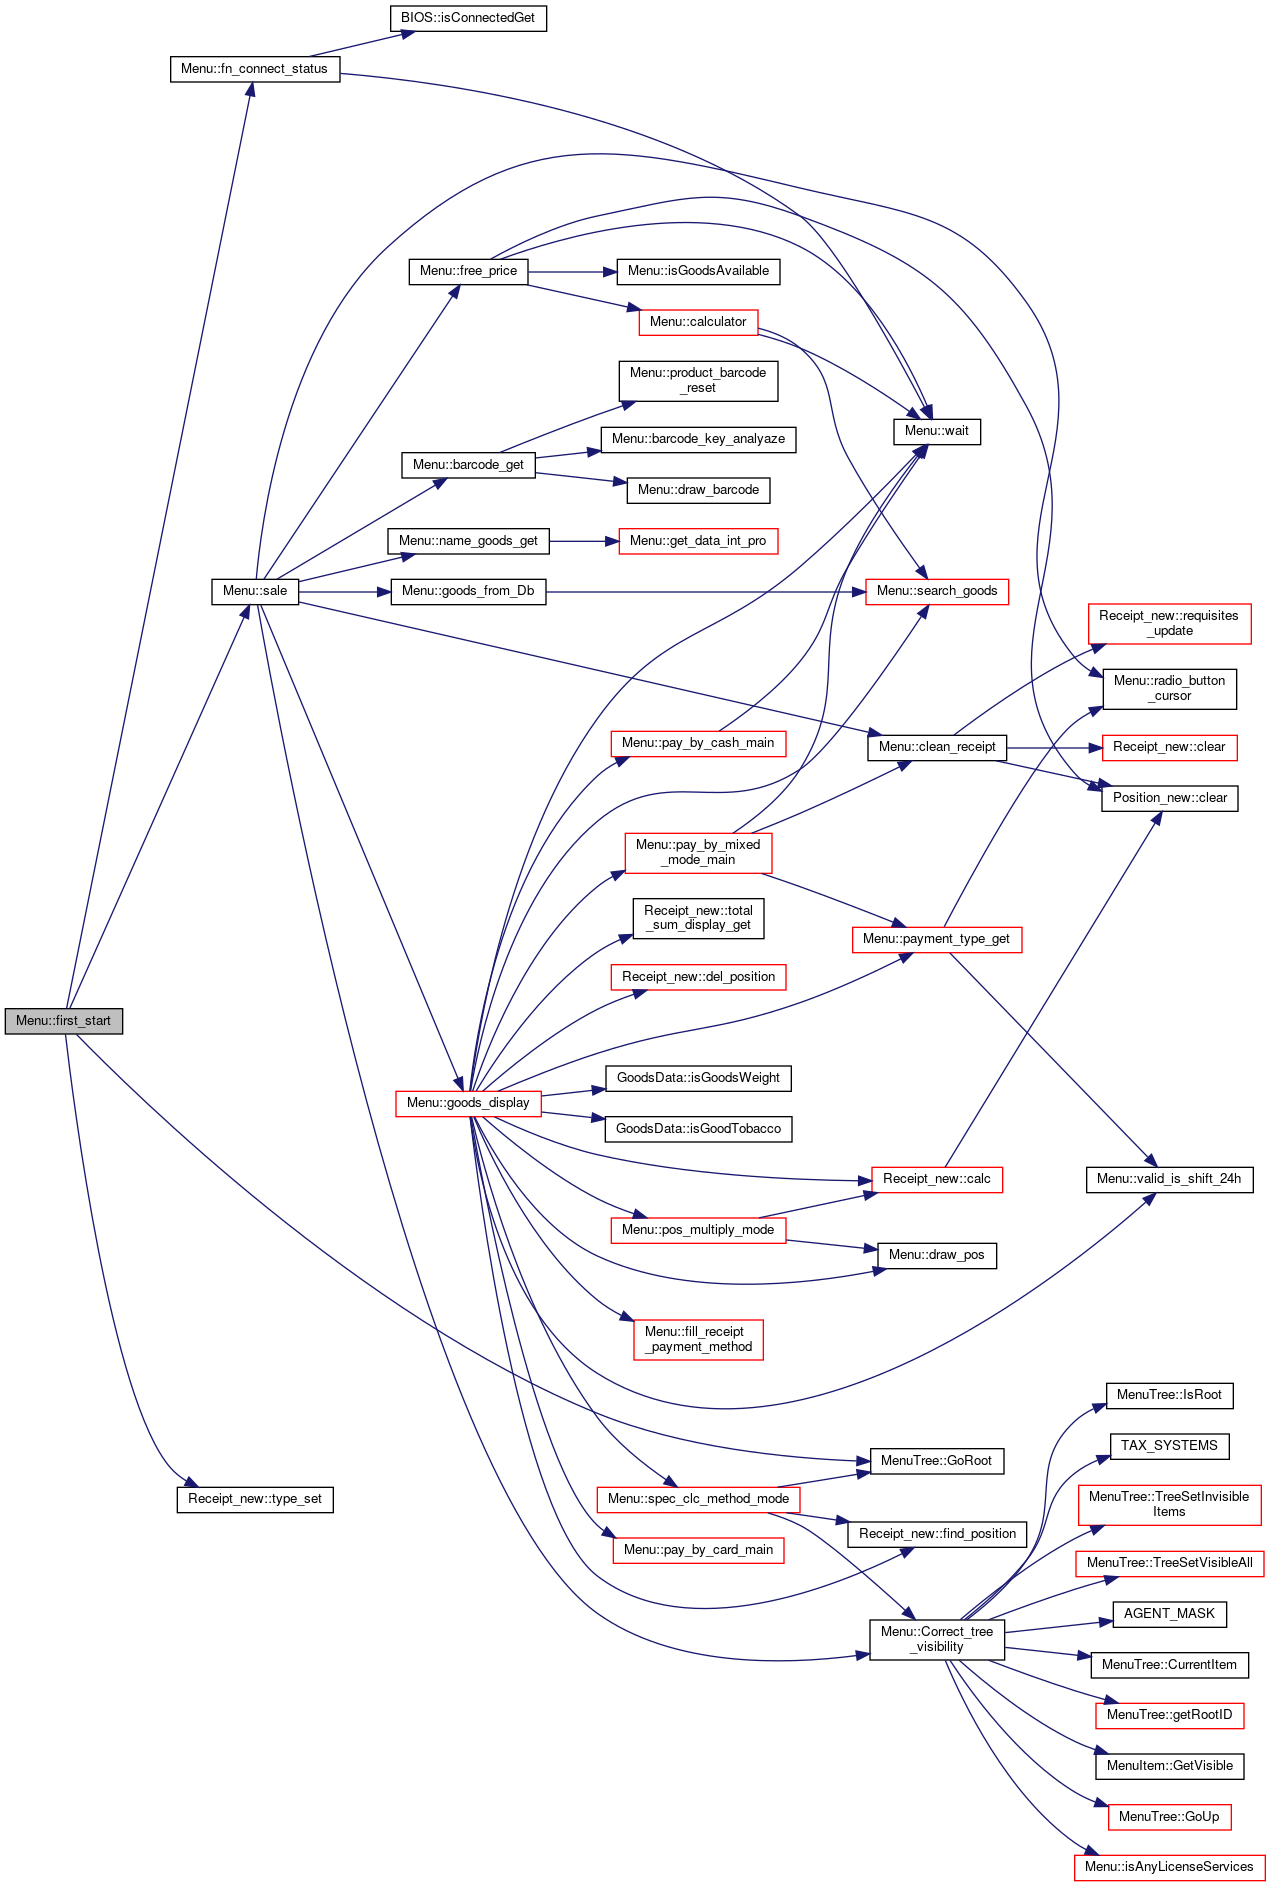 BIOS::isConnectedGet
Menu::fn_connect_status
Menu::free_price
Menu::isGoodsAvailable
Menu::calculator
Menu::product_barcode
_reset
Menu::wait
Menu::barcode_key_analyaze
Menu::barcode_get
Menu::draw_barcode
Menu::name_goods_get
Menu::get_data_int_pro
Menu::sale
Menu::goods_from_Db
Menu::search_goods
Receipt_new::requisites
_update
Menu::radio_button
_cursor
Menu::pay_by_cash_main
Menu::clean_receipt
Receipt_new::clear
Position_new::clear
Menu::pay_by_mixed
_mode_main
Receipt_new::total
_sum_display_get
Menu::payment_type_get
Receipt_new::del_position
Menu::first_start
GoodsData::isGoodsWeight
Menu::goods_display
GoodsData::isGoodTobacco
Receipt_new::calc
Menu::valid_is_shift_24h
Menu::pos_multiply_mode
Menu::draw_pos
Menu::fill_receipt
_payment_method
MenuTree::IsRoot
TAX_SYSTEMS
MenuTree::GoRoot
Menu::spec_clc_method_mode
Receipt_new::type_set
MenuTree::TreeSetInvisible
Items
Receipt_new::find_position
Menu::pay_by_card_main
MenuTree::TreeSetVisibleAll
AGENT_MASK
Menu::Correct_tree
_visibility
MenuTree::CurrentItem
MenuTree::getRootID
MenuItem::GetVisible
MenuTree::GoUp
Menu::isAnyLicenseServices